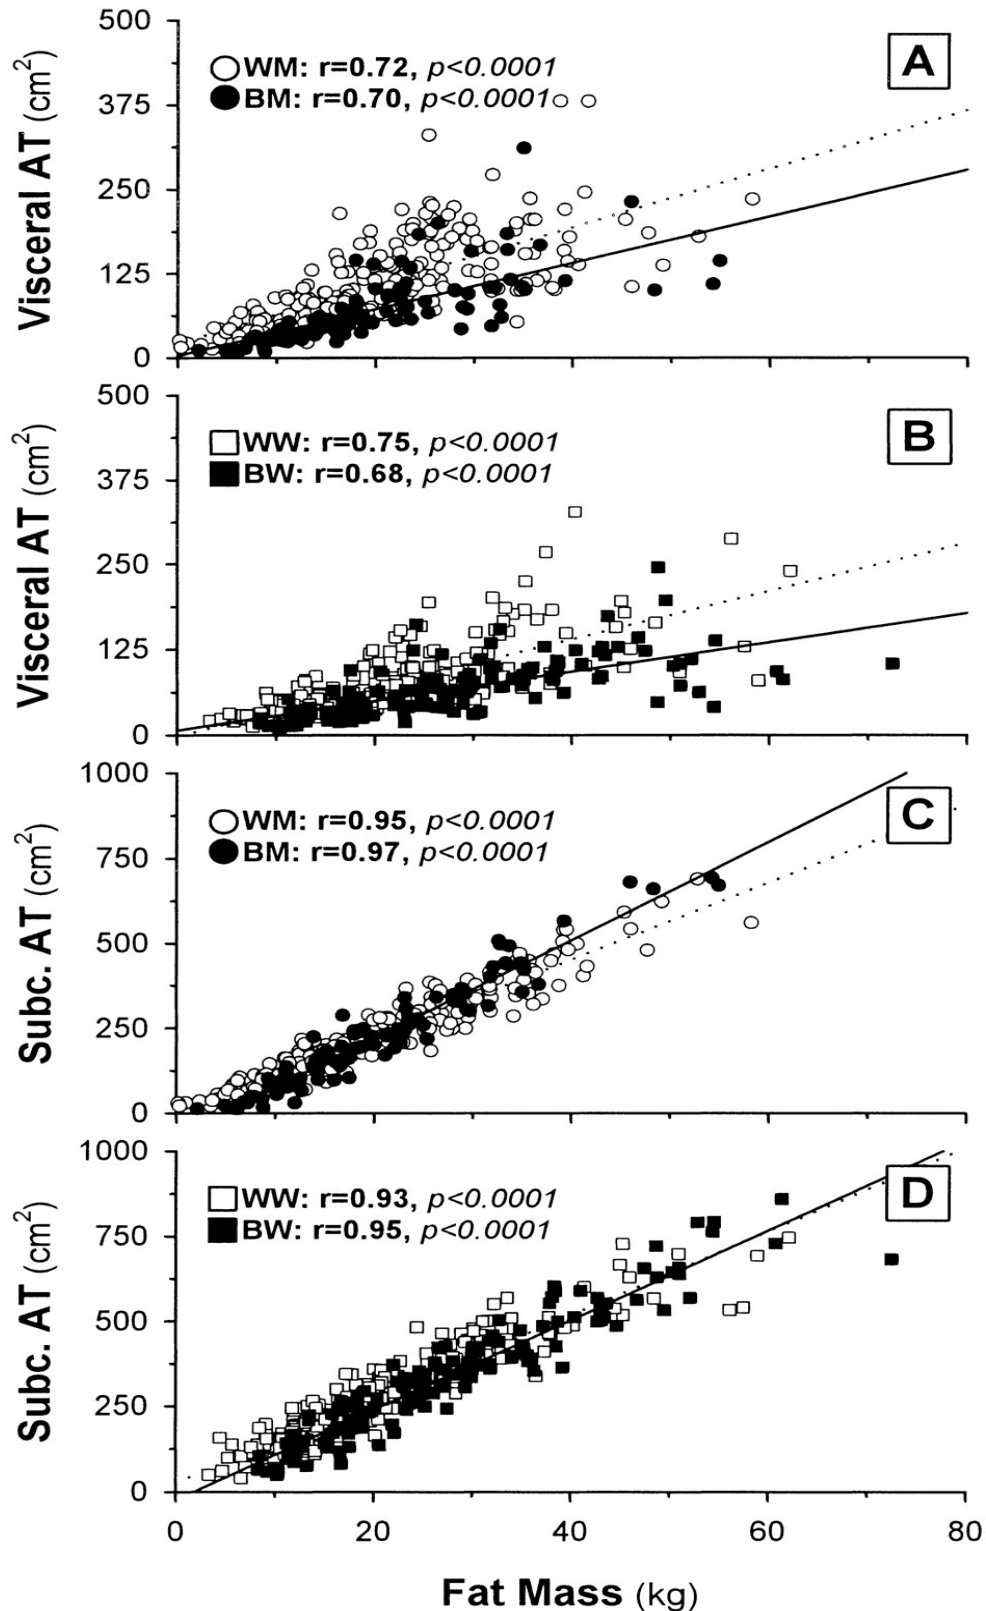 500
WM: r=0.72, p<0.0001
A
BM: r=0.70, p<0.0001
375
250
125
0
Visceral AT (cm²)
500
WW: r=0.75, p<0.0001
B
BW: r=0.68, p<0.0001
375
250
125
0
Visceral AT (cm²)
1000
WM: r=0.95, p<0.0001
C
BM: r=0.97, p<0.0001
750
500
250
0
Subc. AT (cm²)
1000
WW: r=0.93, p<0.0001
D
BW: r=0.95, p<0.0001
750
500
250
0
Subc. AT (cm²)
0 20 40 60 80
Fat Mass (kg)